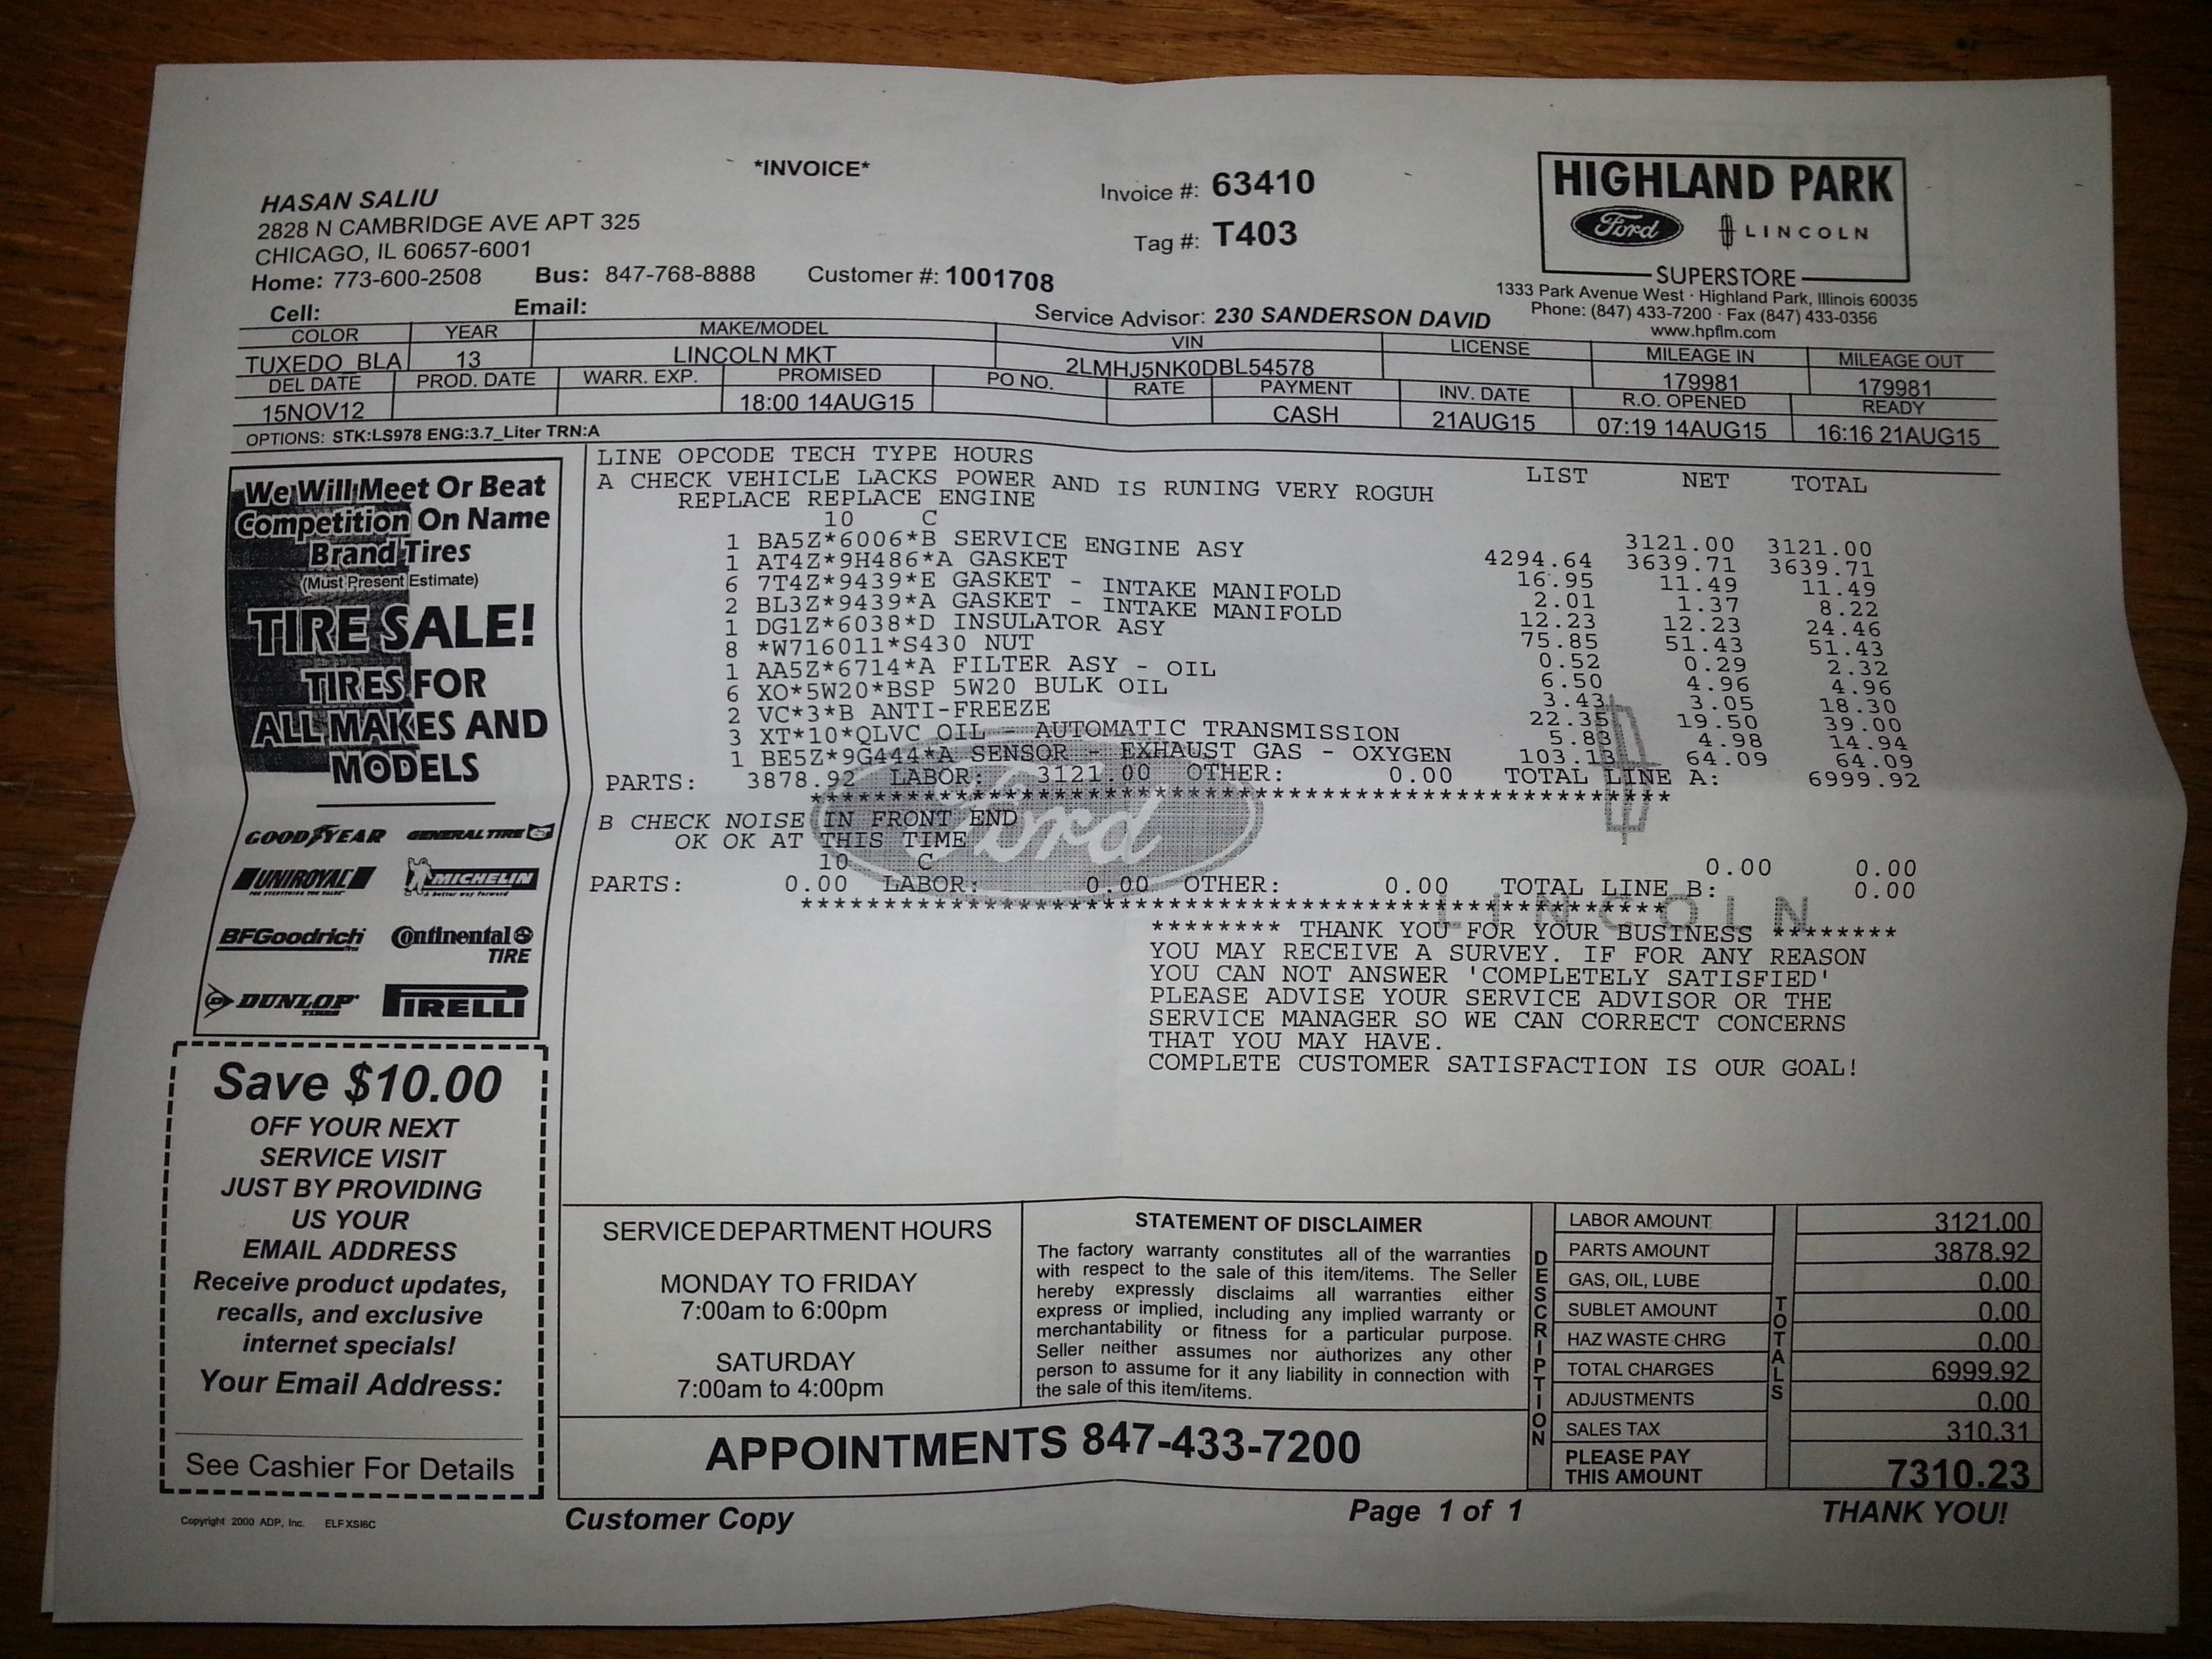 *INVOICE*
HASAN SALIU
2828 N CAMBRIDGE AVE APT 325
CHICAGO, IL 60657-6001
Home: 773-600-2508 Bus: 847-768-8888 Customer #: 1001708
Cell: Email:
Invoice #: 63410
Tag #: T403
Service Advisor: 230 SANDERSON DAVID
HIGHLAND PARK
Ford LINCOLN
SUPERSTORE
1333 Park Avenue West · Highland Park, Illinois 60035
Phone: (847) 433-7200 · Fax (847) 433-0356
www.hpflm.com
COLOR YEAR MAKE/MODEL VIN LICENSE MILEAGE IN MILEAGE OUT
TUXEDO BLA 13 LINCOLN MKT 2LMHJ5NK0DBL54578 179981 179981
DEL DATE PROD. DATE WARR. EXP. PROMISED PO NO. RATE PAYMENT INV. DATE R.O. OPENED READY
15NOV12 18:00 14AUG15 CASH 21AUG15 07:19 14AUG15 16:16 21AUG15
OPTIONS: STK:LS978 ENG:3.7_Liter TRN:A
LINE OPCODE TECH TYPE HOURS LIST NET TOTAL
A CHECK VEHICLE LACKS POWER AND IS RUNING VERY ROGUH
REPLACE REPLACE ENGINE
10 C 3121.00 3121.00
1 BA5Z*6006*B SERVICE ENGINE ASY 4294.64 3639.71 3639.71
1 AT4Z*9H486*A GASKET 16.95 11.49 11.49
6 7T4Z*9439*E GASKET - INTAKE MANIFOLD 2.01 1.37 8.22
2 BL3Z*9439*A GASKET - INTAKE MANIFOLD 12.23 12.23 24.46
1 DG1Z*6038*D INSULATOR ASY 75.85 51.43 51.43
8 *W716011*S430 NUT 0.52 0.29 2.32
1 AA5Z*6714*A FILTER ASY - OIL 6.50 4.96 4.96
6 XO*5W20*BSP 5W20 BULK OIL 3.43 3.05 18.30
2 VC*3*B ANTI-FREEZE 22.35 19.50 39.00
3 XT*10*QLVC OIL - AUTOMATIC TRANSMISSION 5.83 4.98 14.94
1 BE5Z*9G444*A SENSOR - EXHAUST GAS - OXYGEN 103.13 64.09 64.09
PARTS: 3878.92 LABOR: 3121.00 OTHER: 0.00 TOTAL LINE A: 6999.92
****************************************************
B CHECK NOISE IN FRONT END
OK OK AT THIS TIME
10 C 0.00 0.00
PARTS: 0.00 LABOR: 0.00 OTHER: 0.00 TOTAL LINE B: 0.00
****************************************************
Ford
LINCOLN
******** THANK YOU FOR YOUR BUSINESS ********
YOU MAY RECEIVE A SURVEY. IF FOR ANY REASON
YOU CAN NOT ANSWER 'COMPLETELY SATISFIED'
PLEASE ADVISE YOUR SERVICE ADVISOR OR THE
SERVICE MANAGER SO WE CAN CORRECT CONCERNS
THAT YOU MAY HAVE.
COMPLETE CUSTOMER SATISFACTION IS OUR GOAL!
We Will Meet Or Beat
Competition On Name
Brand Tires
(Must Present Estimate)
TIRE SALE!
TIRES FOR
ALL MAKES AND
MODELS
GOODYEAR GENERAL TIRE
UNIROYAL MICHELIN
BFGoodrich Continental TIRE
DUNLOP TIRES PIRELLI
Save $10.00
OFF YOUR NEXT
SERVICE VISIT
JUST BY PROVIDING
US YOUR
EMAIL ADDRESS
Receive product updates,
recalls, and exclusive
internet specials!
Your Email Address:
See Cashier For Details
SERVICE DEPARTMENT HOURS
MONDAY TO FRIDAY
7:00am to 6:00pm
SATURDAY
7:00am to 4:00pm
STATEMENT OF DISCLAIMER
The factory warranty constitutes all of the warranties
with respect to the sale of this item/items. The Seller
hereby expressly disclaims all warranties either
express or implied, including any implied warranty or
merchantability or fitness for a particular purpose.
Seller neither assumes nor authorizes any other
person to assume for it any liability in connection with
the sale of this item/items.
APPOINTMENTS 847-433-7200
DESCRIPTION
TOTALS
LABOR AMOUNT 3121.00
PARTS AMOUNT 3878.92
GAS, OIL, LUBE 0.00
SUBLET AMOUNT 0.00
HAZ WASTE CHRG 0.00
TOTAL CHARGES 6999.92
ADJUSTMENTS 0.00
SALES TAX 310.31
PLEASE PAY
THIS AMOUNT 7310.23
Copyright 2000 ADP, Inc. ELFXSI6C
Customer Copy
Page 1 of 1
THANK YOU!